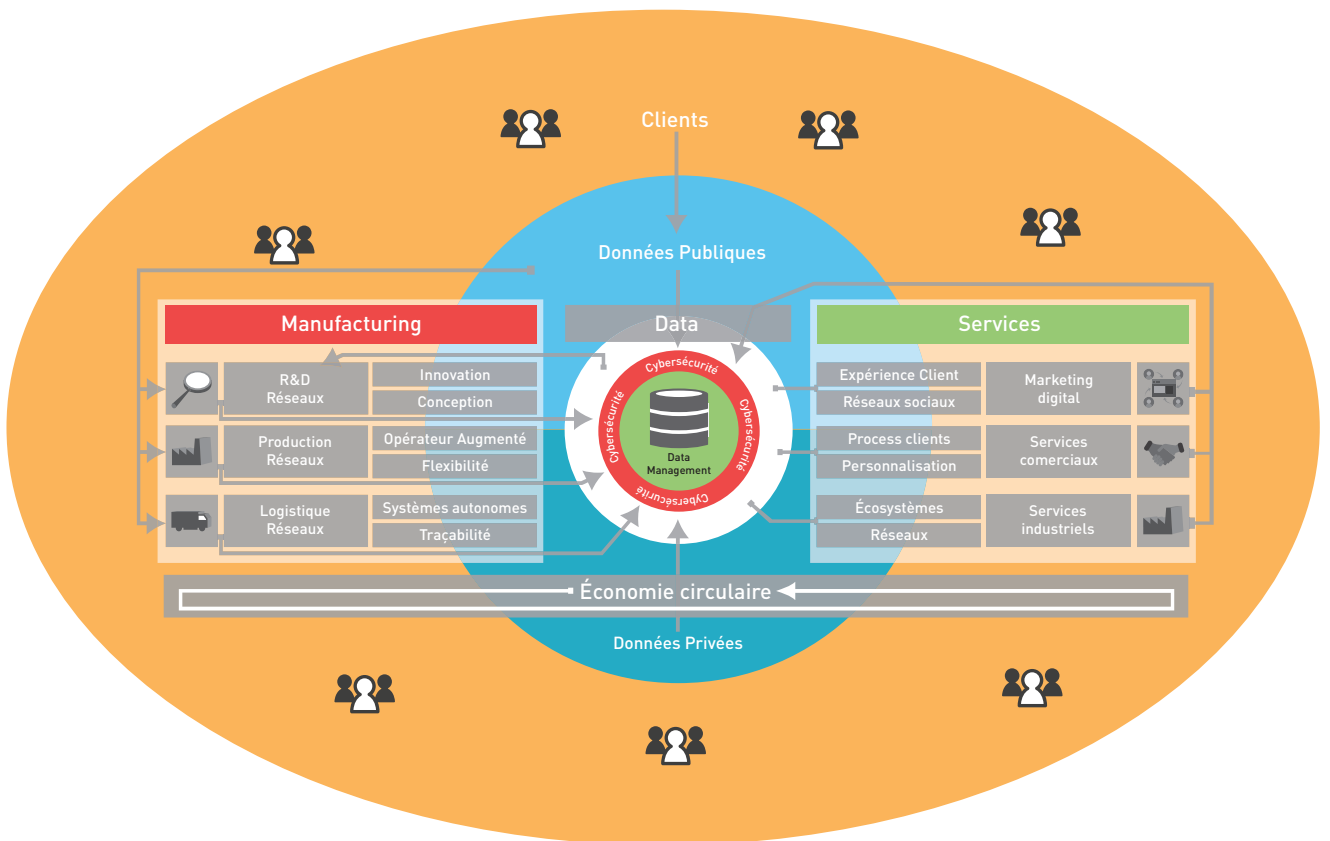 Clients
Données Publiques
Manufacturing
Data
Services
R&D
Réseaux
Innovation
Conception
Production
Réseaux
Opérateur Augmenté
Flexibilité
Logistique
Réseaux
Systèmes autonomes
Traçabilité
Cybersécurité
Cybersécurité
Cybersécurité
Cybersécurité
Data
Management
Expérience Client
Réseaux sociaux
Marketing
digital
Process clients
Personnalisation
Services
comerciaux
Écosystèmes
Réseaux
Services
industriels
Économie circulaire
Données Privées